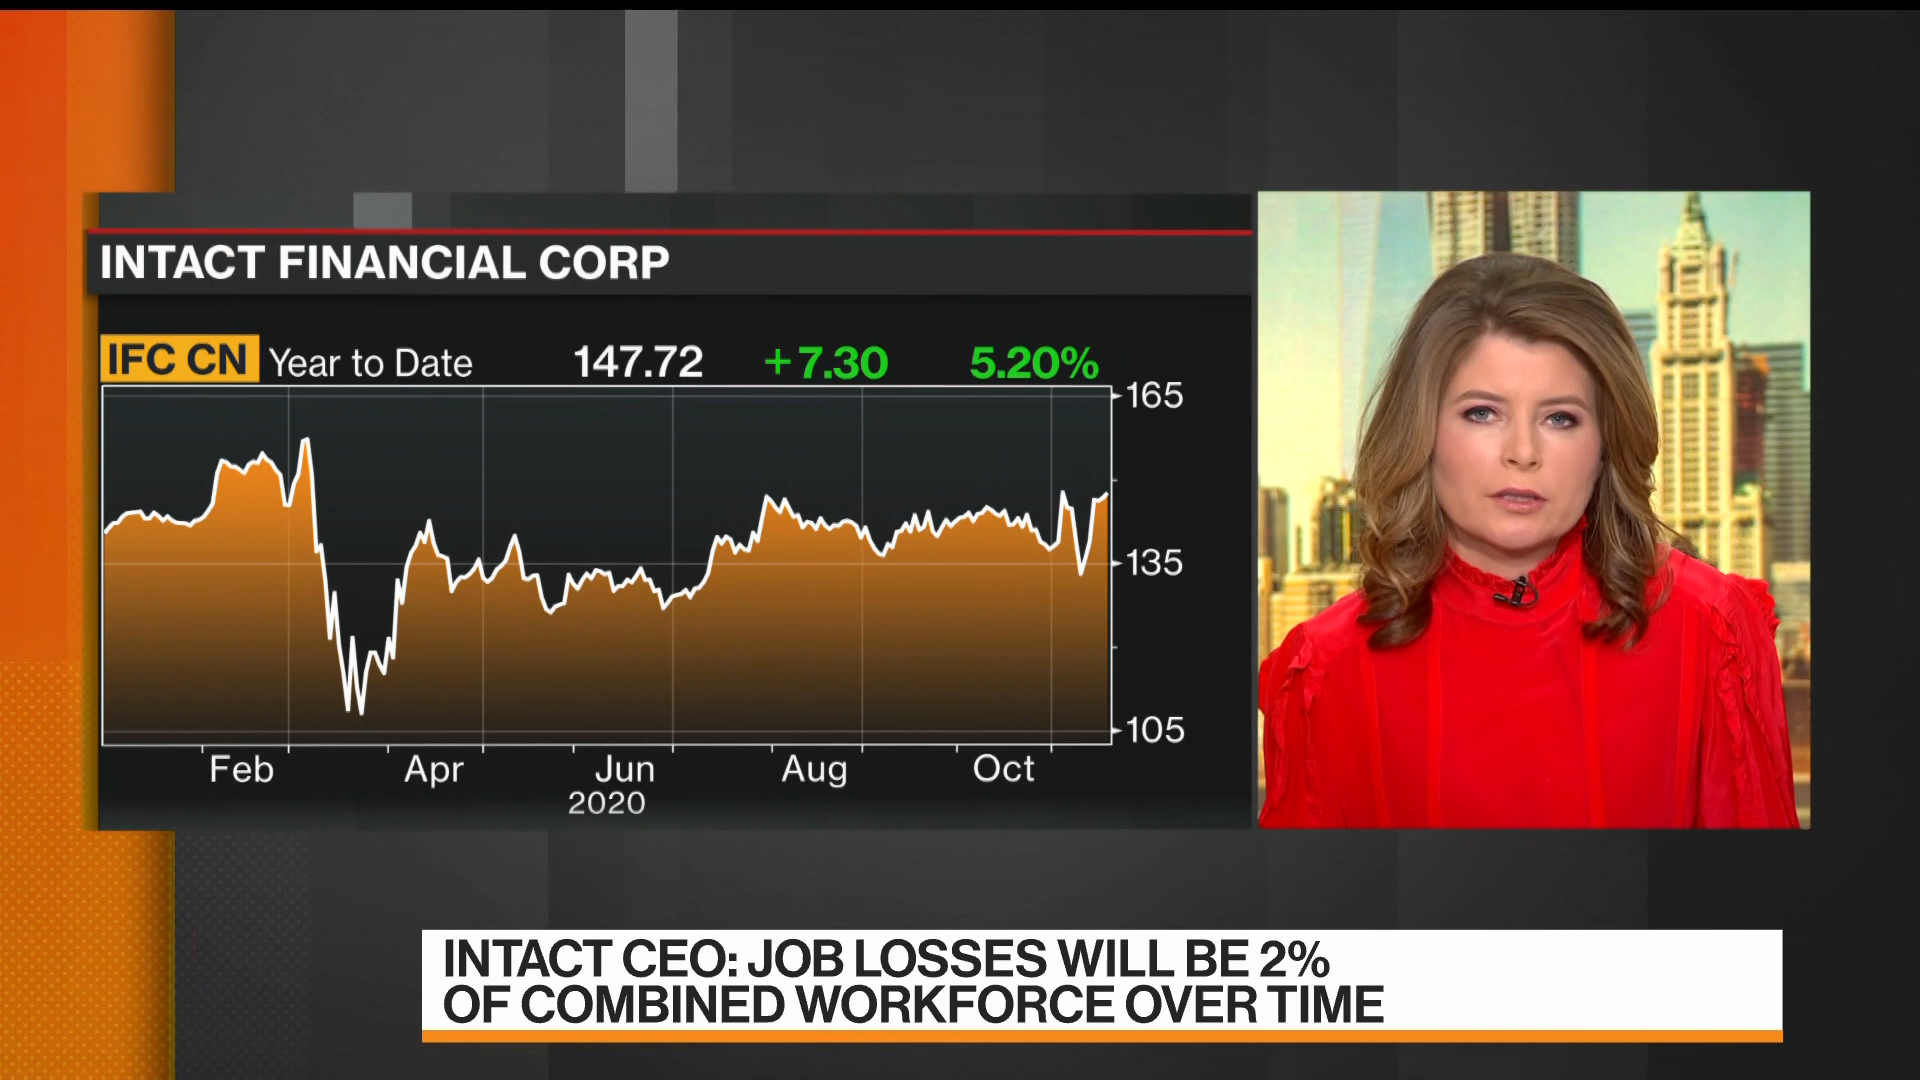 INTACT FINANCIAL CORP
IFC CN Year to Date 147.72 +7.30 5.20%
165
135
105
Feb Apr Jun Aug Oct
2020
INTACT CEO: JOB LOSSES WILL BE 2%
OF COMBINED WORKFORCE OVER TIME